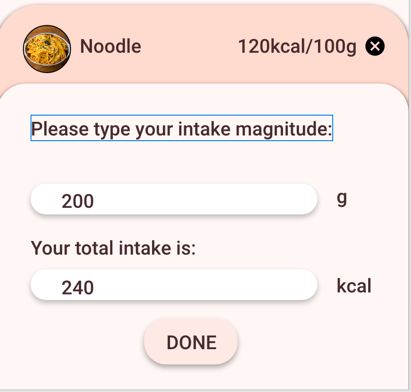 Noodle 120kcal/100g
Please type your intake magnitude:
200 g
Your total intake is:
240 kcal
DONE